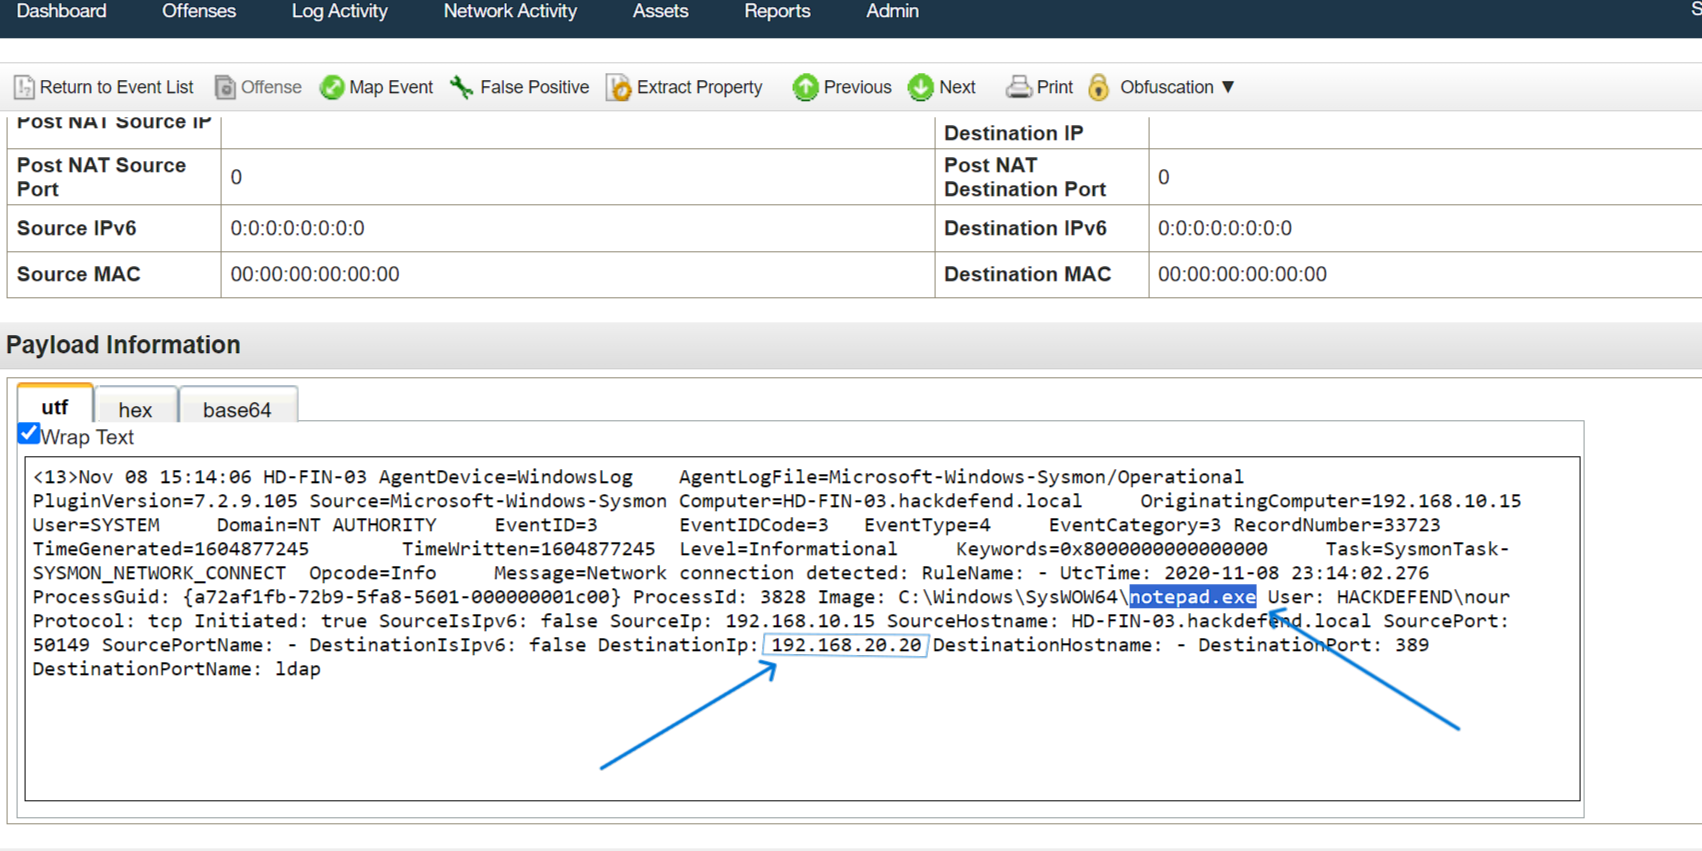 Dashboard Offenses Log Activity Network Activity Assets Reports Admin S
Return to Event List Offense Map Event False Positive Extract Property Previous Next Print Obfuscation ▼
Post NAT Source IP
Destination IP
Post NAT Source Port 0 Post NAT Destination Port 0
Source IPv6 0:0:0:0:0:0:0:0 Destination IPv6 0:0:0:0:0:0:0:0
Source MAC 00:00:00:00:00:00 Destination MAC 00:00:00:00:00:00
Payload Information
utf hex base64
Wrap Text
<13>Nov 08 15:14:06 HD-FIN-03 AgentDevice=WindowsLog AgentLogFile=Microsoft-Windows-Sysmon/Operational
PluginVersion=7.2.9.105 Source=Microsoft-Windows-Sysmon Computer=HD-FIN-03.hackdefend.local OriginatingComputer=192.168.10.15
User=SYSTEM Domain=NT AUTHORITY EventID=3 EventIDCode=3 EventType=4 EventCategory=3 RecordNumber=33723
TimeGenerated=1604877245 TimeWritten=1604877245 Level=Informational Keywords=0x8000000000000000 Task=SysmonTask-
SYSMON_NETWORK_CONNECT Opcode=Info Message=Network connection detected: RuleName: - UtcTime: 2020-11-08 23:14:02.276
ProcessGuid: {a72af1fb-72b9-5fa8-5601-000000001c00} ProcessId: 3828 Image: C:\Windows\SysWOW64\notepad.exe User: HACKDEFEND\nour
Protocol: tcp Initiated: true SourceIsIpv6: false SourceIp: 192.168.10.15 SourceHostname: HD-FIN-03.hackdefend.local SourcePort:
50149 SourcePortName: - DestinationIsIpv6: false DestinationIp: 192.168.20.20 DestinationHostname: - DestinationPort: 389
DestinationPortName: ldap